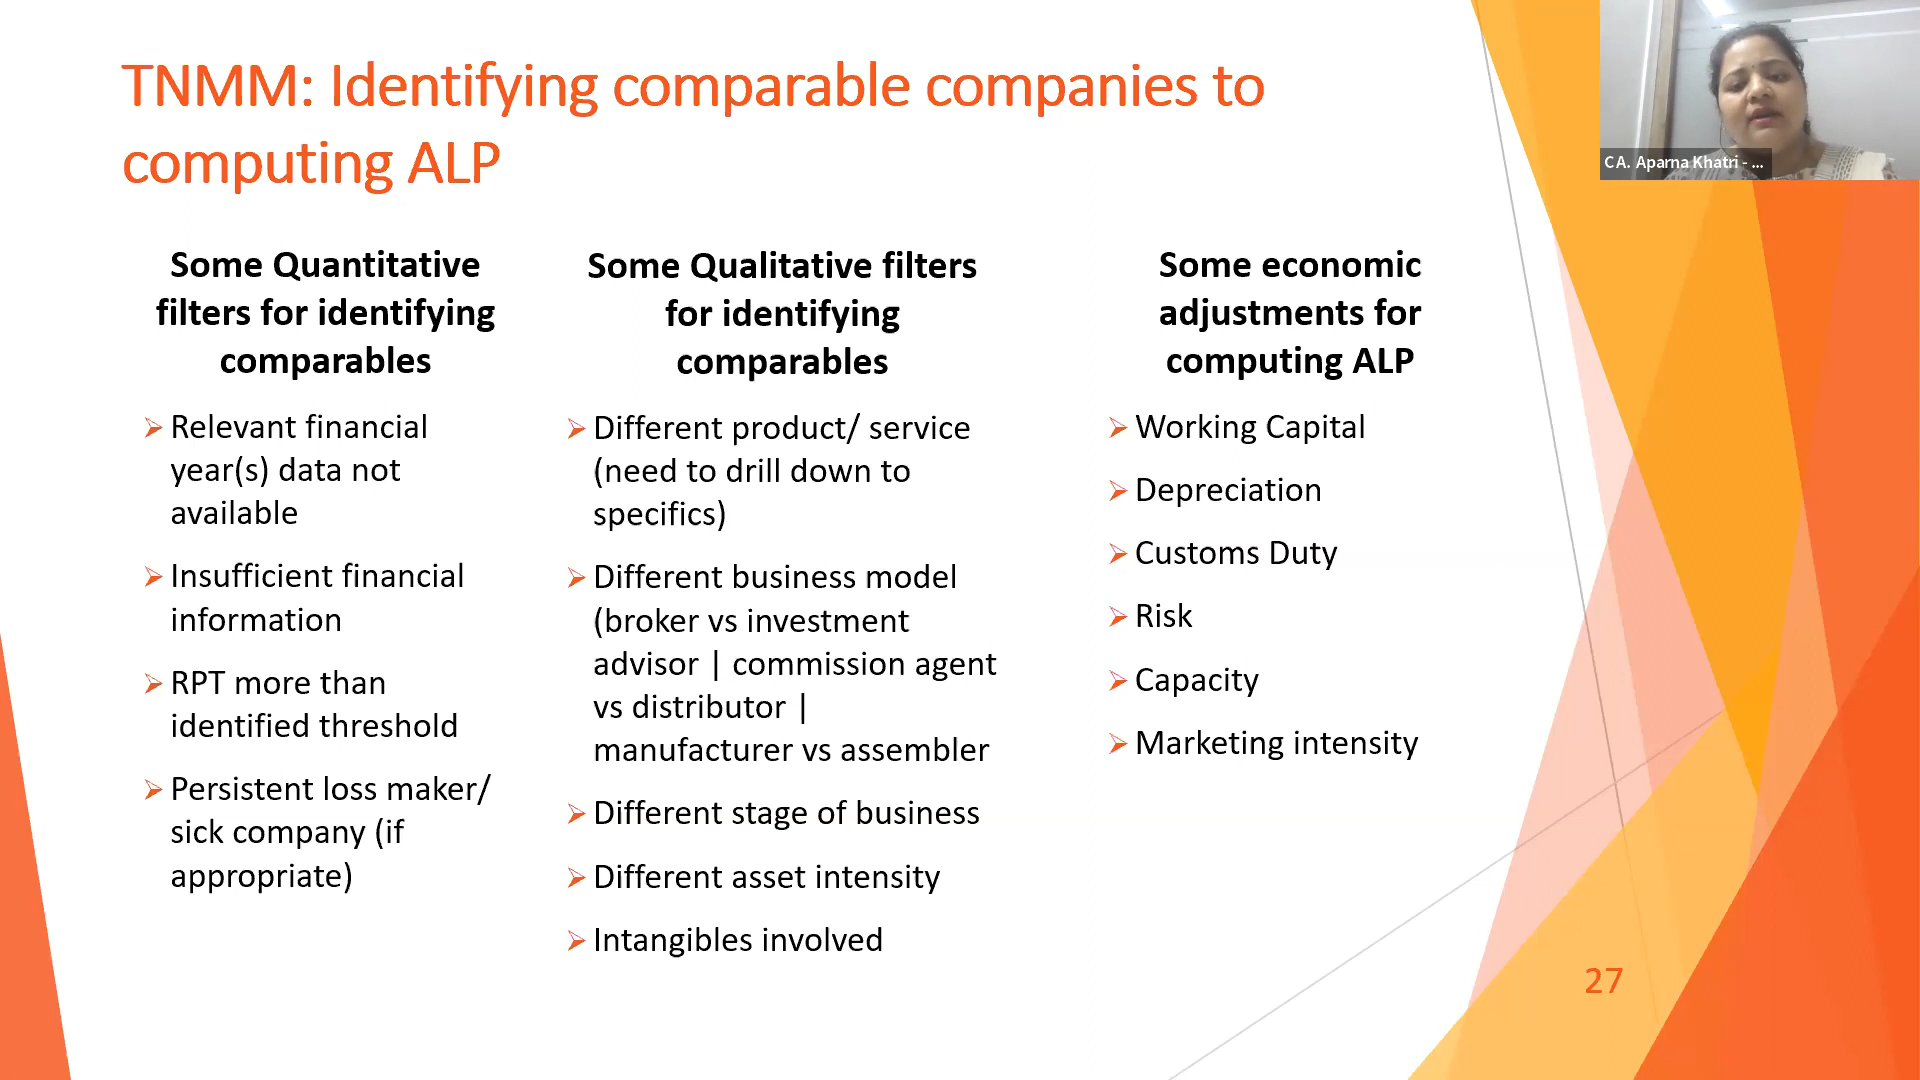 TNMM: Identifying comparable companies to
computing ALP
Some Quantitative
filters for identifying
comparables
Relevant financial
year(s) data not
available
Insufficient financial
information
RPT more than
identified threshold
Persistent loss maker/
sick company (if
appropriate)
Some Qualitative filters
for identifying
comparables
Different product/ service
(need to drill down to
specifics)
Different business model
(broker vs investment
advisor | commission agent
vs distributor |
manufacturer vs assembler
Different stage of business
Different asset intensity
Intangibles involved
Some economic
adjustments for
computing ALP
Working Capital
Depreciation
Customs Duty
Risk
Capacity
Marketing intensity
CA. Aparna Khatri - ...
27